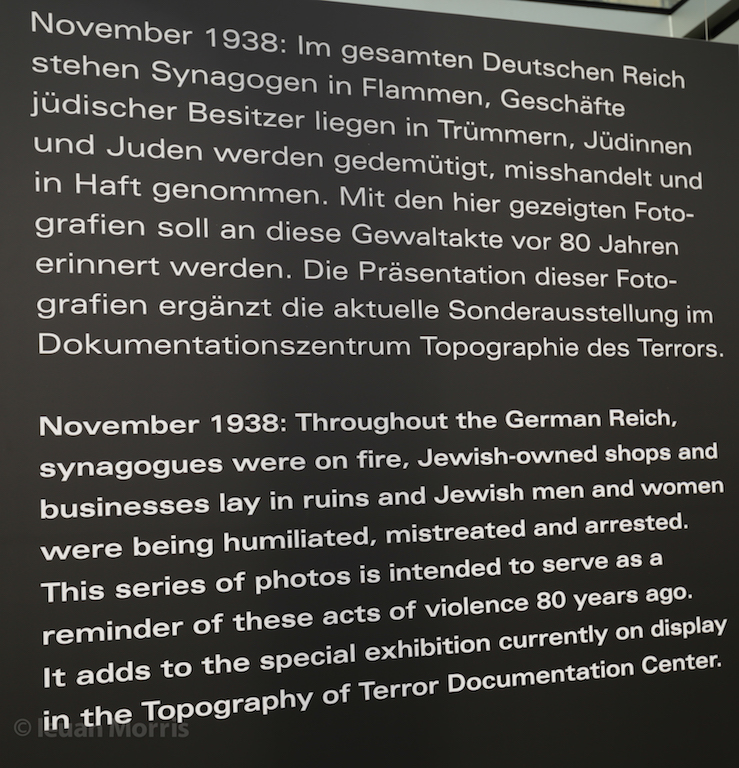 November 1938: Im gesamten Deutschen Reich
stehen Synagogen in Flammen, Geschäfte
jüdischer Besitzer liegen in Trümmern, Jüdinnen
und Juden werden gedemütigt, misshandelt und
in Haft genommen. Mit den hier gezeigten Foto-
grafien soll an diese Gewaltakte vor 80 Jahren
erinnert werden. Die Präsentation dieser Foto-
grafien ergänzt die aktuelle Sonderausstellung im
Dokumentationszentrum Topographie des Terrors.
November 1938: Throughout the German Reich,
synagogues were on fire, Jewish-owned shops and
businesses lay in ruins and Jewish men and women
were being humiliated, mistreated and arrested.
This series of photos is intended to serve as a
reminder of these acts of violence 80 years ago.
It adds to the special exhibition currently on display
in the Topography of Terror Documentation Center.
© Ieuan Morris